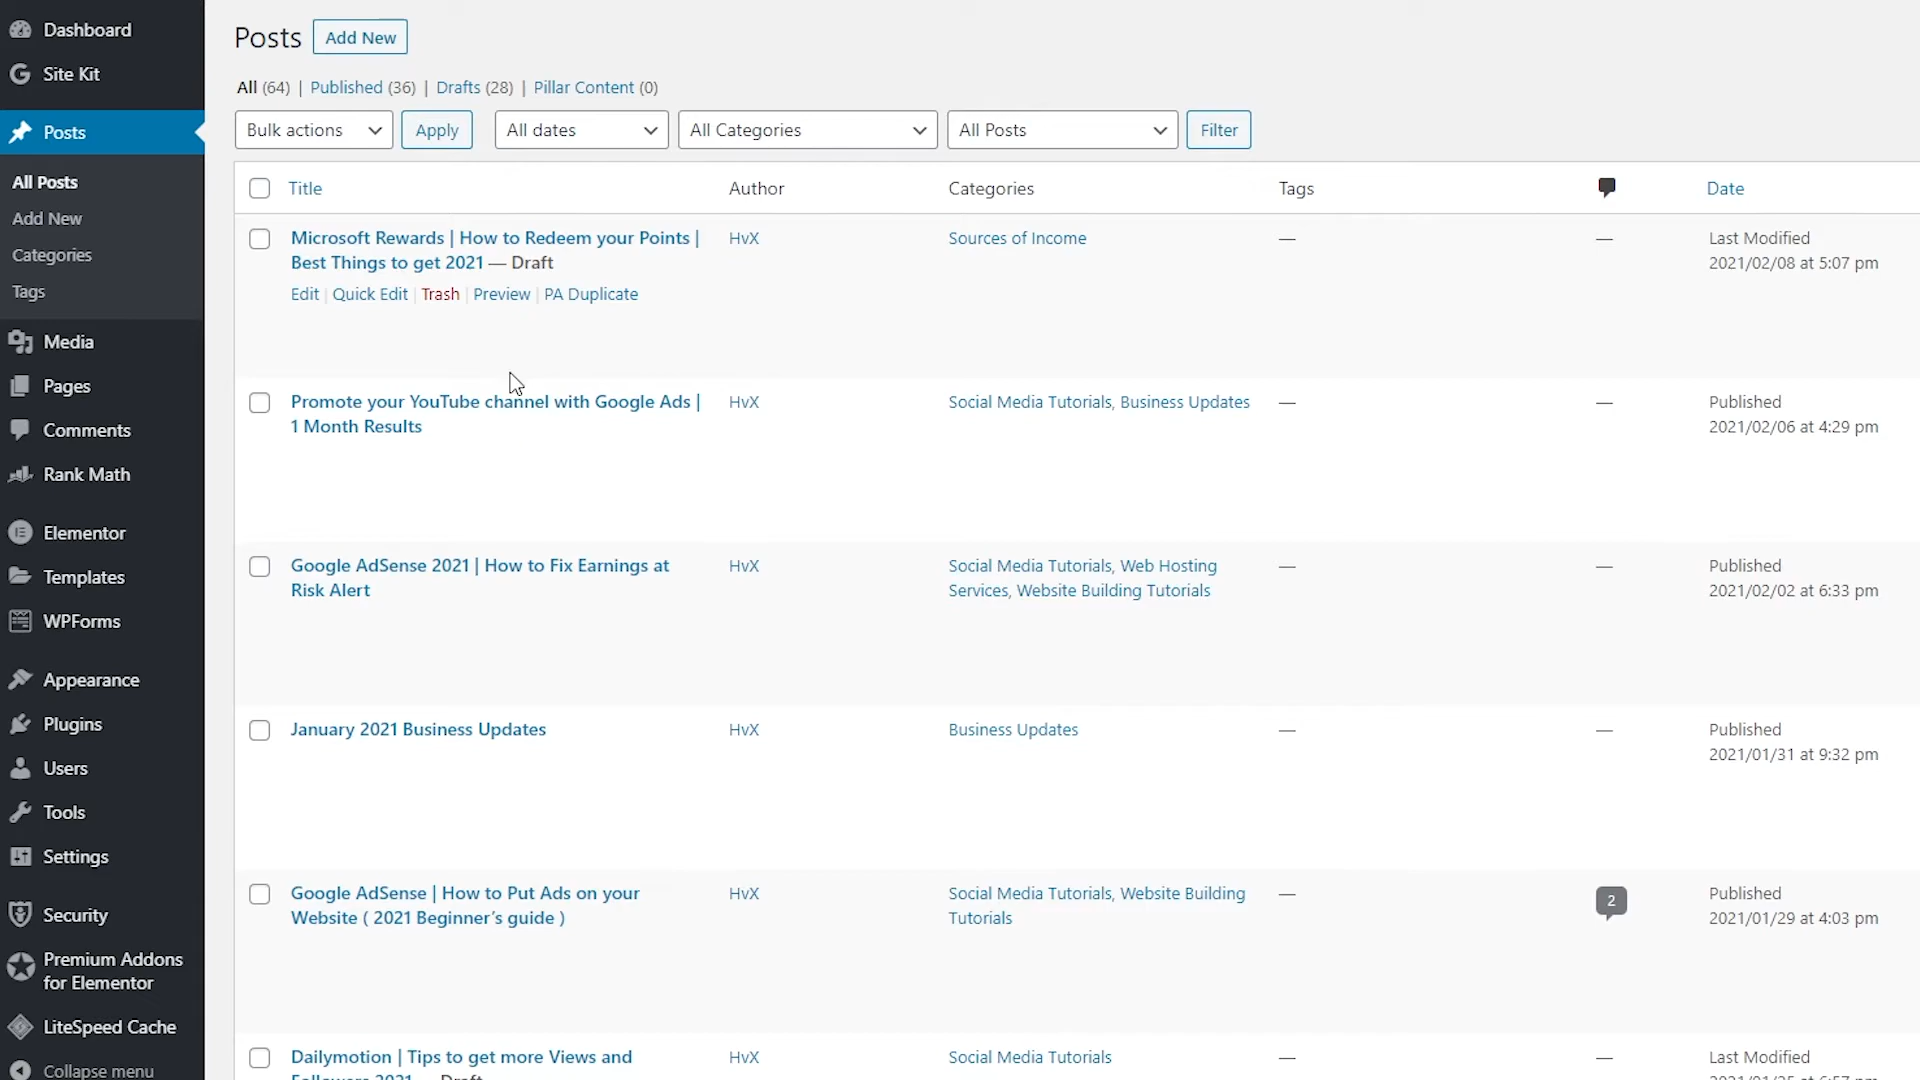 Dashboard
Site Kit
Posts
All Posts
Add New
Categories
Tags
Media
Pages
Comments
Rank Math
Elementor
Templates
WPForms
Appearance
Plugins
Users
Tools
Settings
Security
Premium Addons
for Elementor
LiteSpeed Cache
Collapse menu
Posts Add New
All (64) | Published (36) | Drafts (28) | Pillar Content (0)
Bulk actions Apply All dates All Categories All Posts Filter
Title Author Categories Tags Date
Microsoft Rewards | How to Redeem your Points | HvX Sources of Income — — Last Modified
Best Things to get 2021 — Draft 2021/02/08 at 5:07 pm
Edit | Quick Edit | Trash | Preview | PA Duplicate
Promote your YouTube channel with Google Ads | HvX Social Media Tutorials, Business Updates — — Published
1 Month Results 2021/02/06 at 4:29 pm
Google AdSense 2021 | How to Fix Earnings at HvX Social Media Tutorials, Web Hosting — — Published
Risk Alert Services, Website Building Tutorials 2021/02/02 at 6:33 pm
January 2021 Business Updates HvX Business Updates — — Published
2021/01/31 at 9:32 pm
Google AdSense | How to Put Ads on your HvX Social Media Tutorials, Website Building — 2 Published
Website ( 2021 Beginner’s guide ) Tutorials 2021/01/29 at 4:03 pm
Dailymotion | Tips to get more Views and HvX Social Media Tutorials — — Last Modified
Followers 2021 — Draft